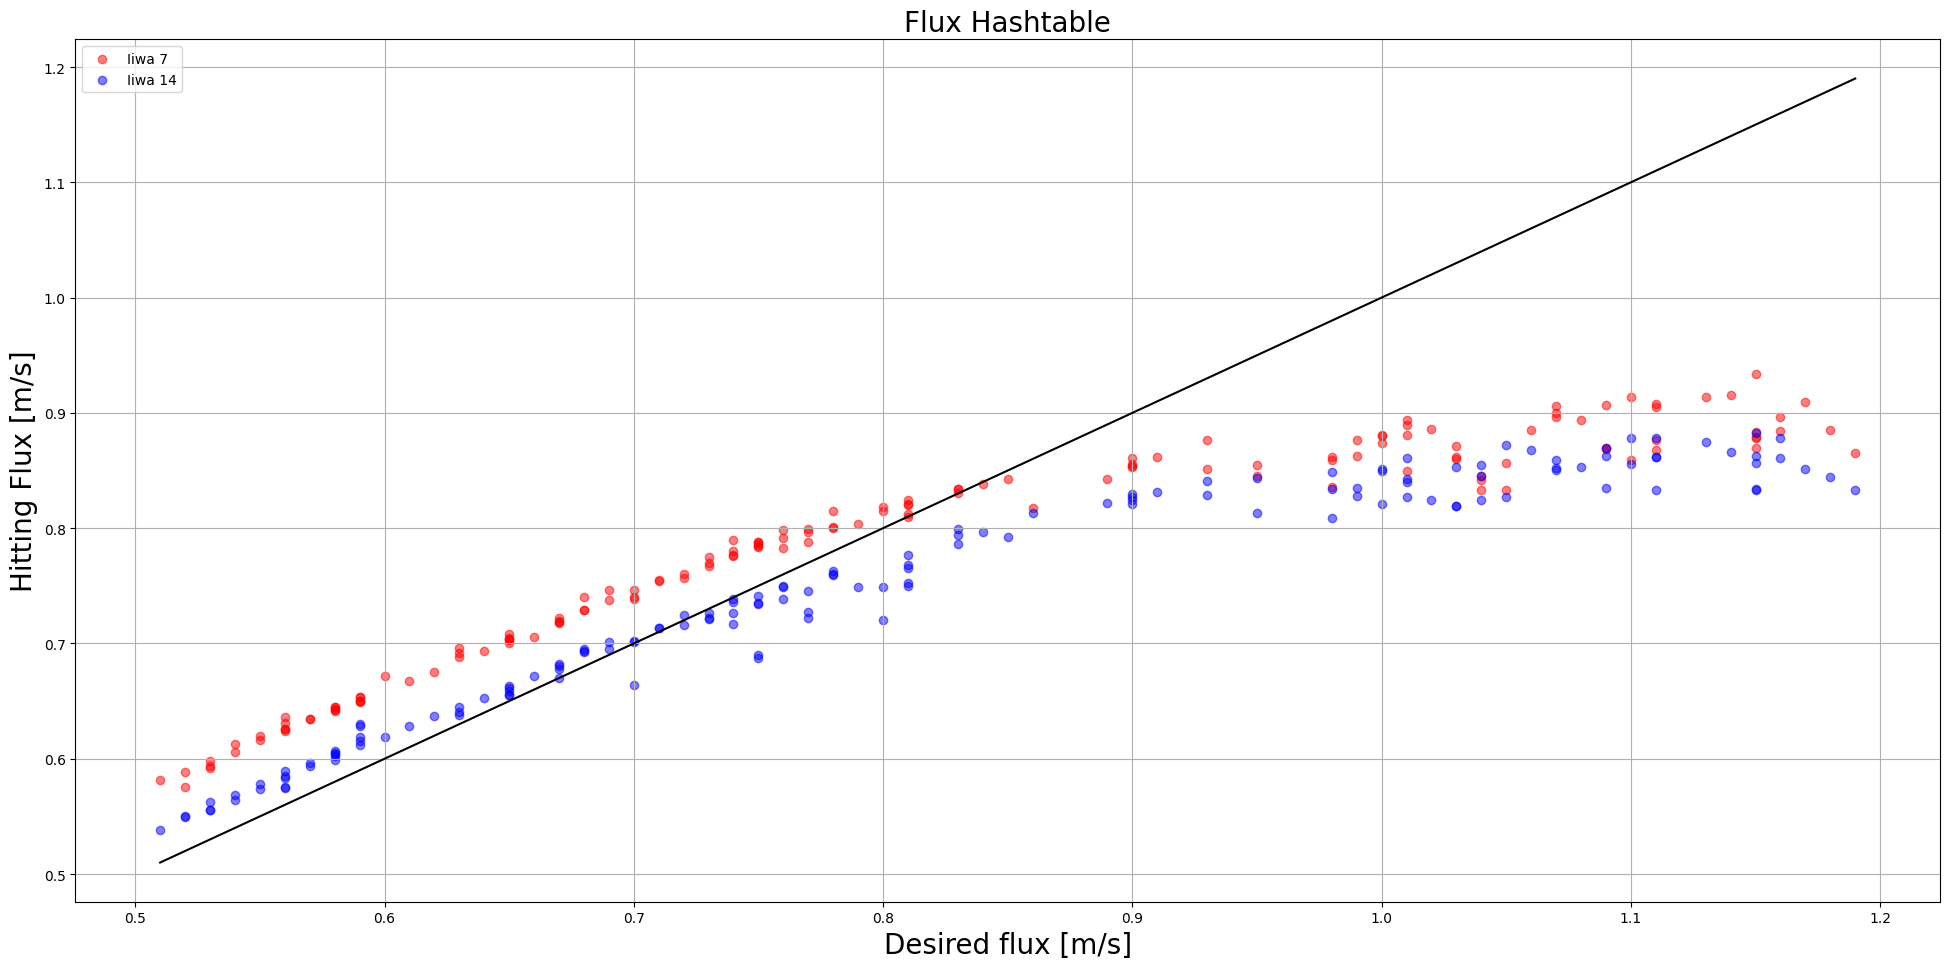 Flux Hashtable
Iiwa 7
Iiwa 14
Hitting Flux [m/s]
1.2
1.1
1.0
0.9
0.8
0.7
0.6
0.5
0.5 0.6 0.7 0.8 0.9 1.0 1.1 1.2
Desired flux [m/s]